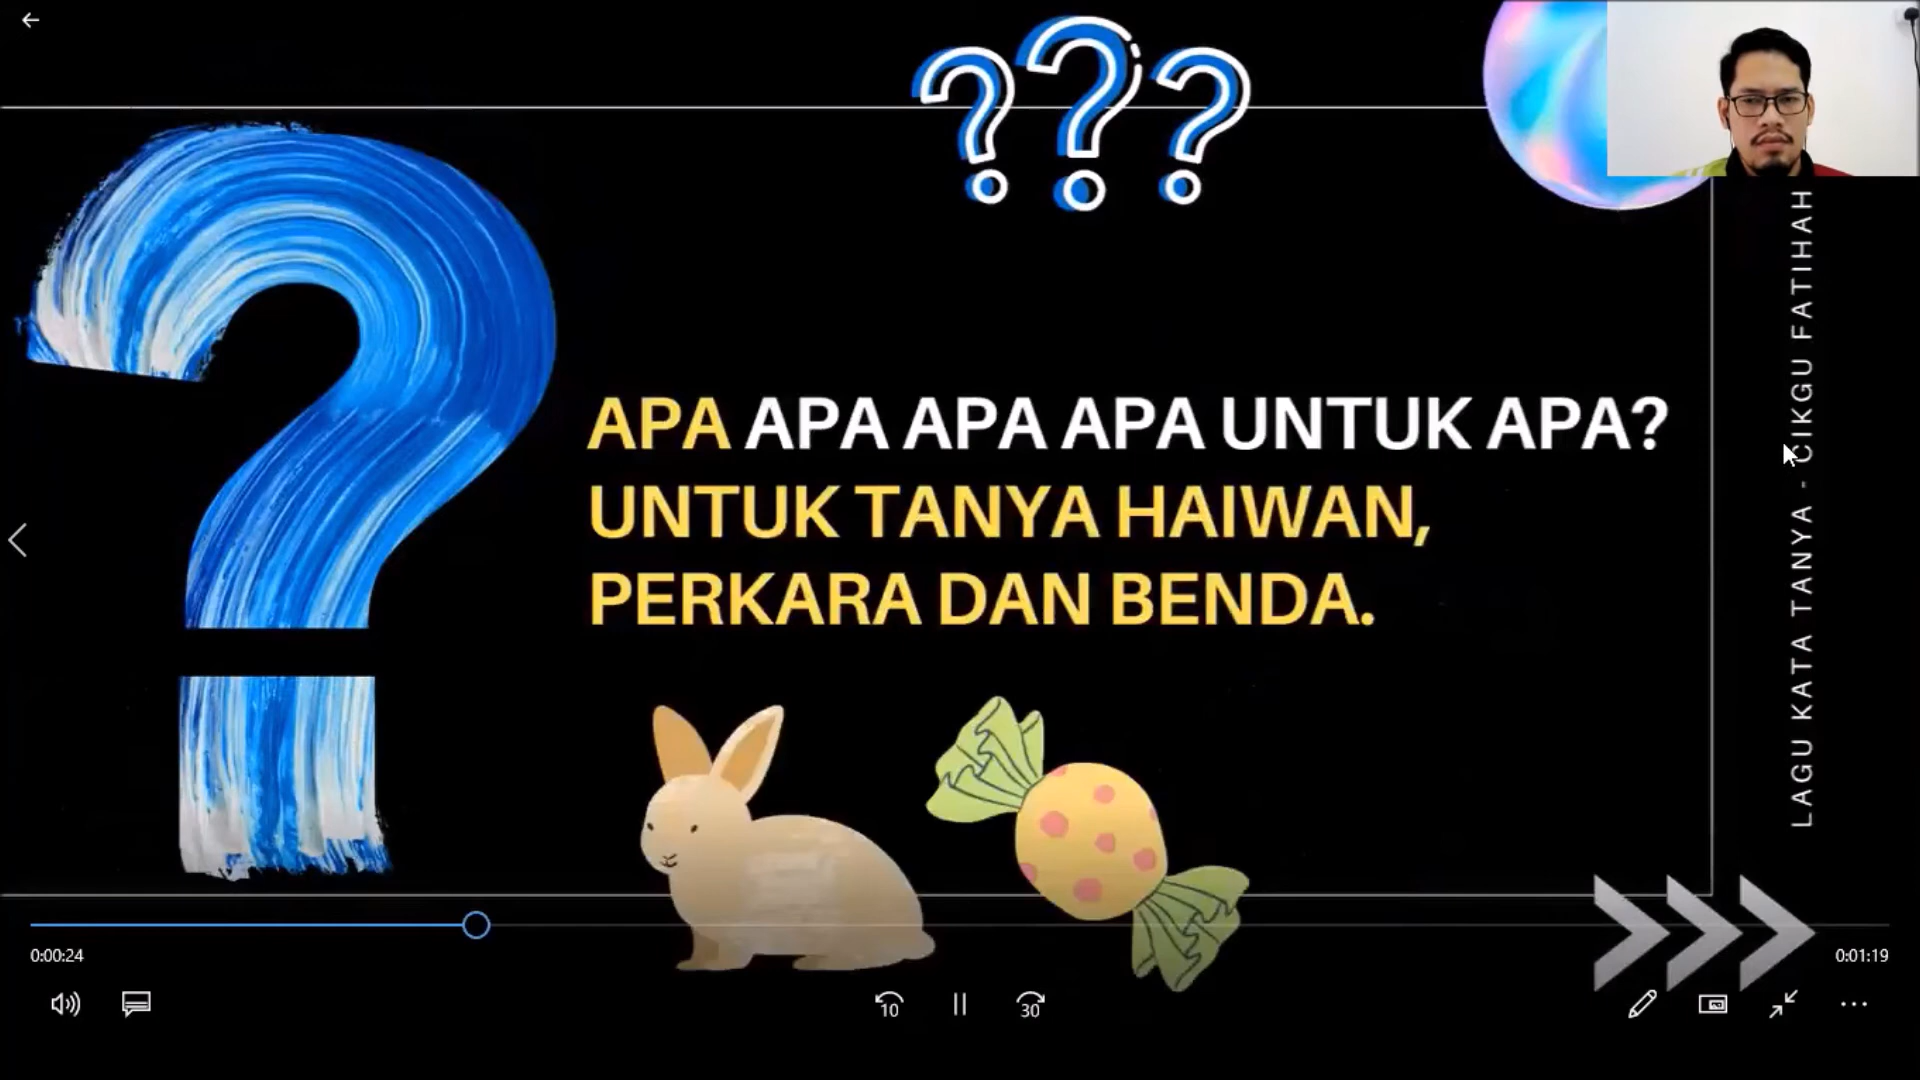 ???
APA APA APA APA UNTUK APA?
UNTUK TANYA HAIWAN,
PERKARA DAN BENDA.
LAGU KATA TANYA - CIKGU FATIHAH
0:00:24
0:01:19
10
30